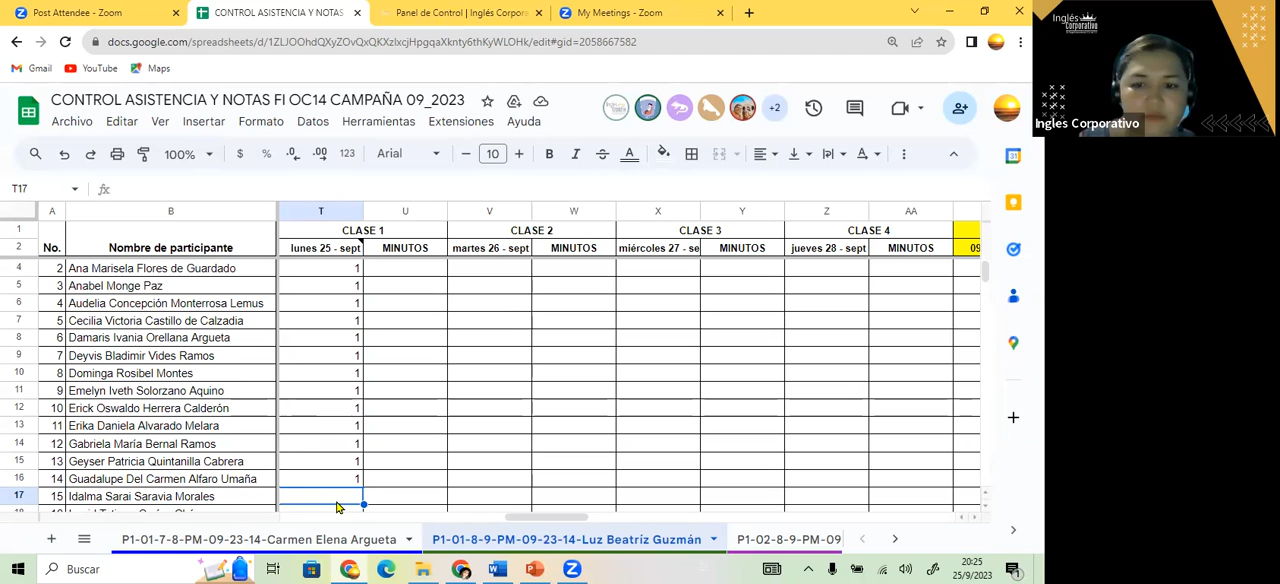 Post Attendee - Zoom
CONTROL ASISTENCIA Y NOTAS
Panel de Control | Inglés Corpor
My Meetings - Zoom
docs.google.com/spreadsheets/d/1ZLJOOhdQXyZOvQxQKXzlxcjHpgqaXknty6thKyWLOHk/edit#gid=2058667582
Gmail YouTube Maps
CONTROL ASISTENCIA Y NOTAS FI OC14 CAMPAÑA 09_2023
+2
Archivo Editar Ver Insertar Formato Datos Herramientas Extensiones Ayuda
100% $ % .0 .00 123 Arial - 10 + B I S A
T17 fx
A B T U V W X Y Z AA
1 CLASE 1 CLASE 2 CLASE 3 CLASE 4
2 No. Nombre de participante lunes 25 - sept MINUTOS martes 26 - sept MINUTOS miércoles 27 - se MINUTOS jueves 28 - sept MINUTOS 09
4 2 Ana Marisela Flores de Guardado 1
5 3 Anabel Monge Paz 1
6 4 Audelia Concepción Monterrosa Lemus 1
7 5 Cecilia Victoria Castillo de Calzadia 1
8 6 Damaris Ivania Orellana Argueta 1
9 7 Deyvis Bladimir Vides Ramos 1
10 8 Dominga Rosibel Montes 1
11 9 Emelyn Iveth Solorzano Aquino 1
12 10 Erick Oswaldo Herrera Calderón 1
13 11 Erika Daniela Alvarado Melara 1
14 12 Gabriela María Bernal Ramos 1
15 13 Geyser Patricia Quintanilla Cabrera 1
16 14 Guadalupe Del Carmen Alfaro Umaña 1
17 15 Idalma Sarai Saravia Morales
P1-01-7-8-PM-09-23-14-Carmen Elena Argueta
P1-01-8-9-PM-09-23-14-Luz Beatriz Guzmán
P1-02-8-9-PM-09
Buscar
20:25
25/9/2023
1
Inglés
Corporativo
Ingles Corporativo
31